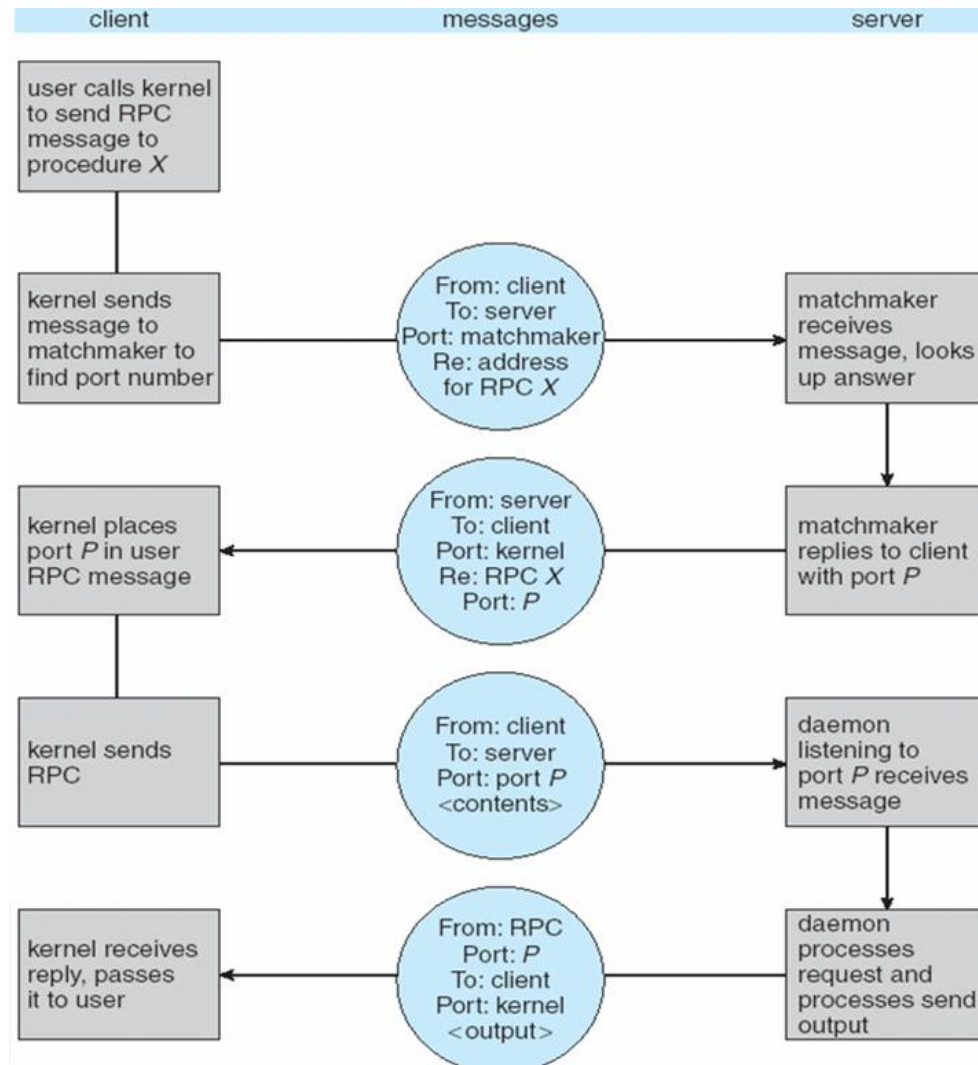 client
messages
server
user calls kernel
to send RPC
message to
procedure X
kernel sends
message to
matchmaker to
find port number
From: client
To: server
Port: matchmaker
Re: address
for RPC X
matchmaker
receives
message, looks
up answer
kernel places
port P in user
RPC message
From: server
To: client
Port: kernel
Re: RPC X
Port: P
matchmaker
replies to client
with port P
kernel sends
RPC
From: client
To: server
Port: port P
<contents>
daemon
listening to
port P receives
message
kernel receives
reply, passes
it to user
From: RPC
Port: P
To: client
Port: kernel
<output>
daemon
processes
request and
processes send
output